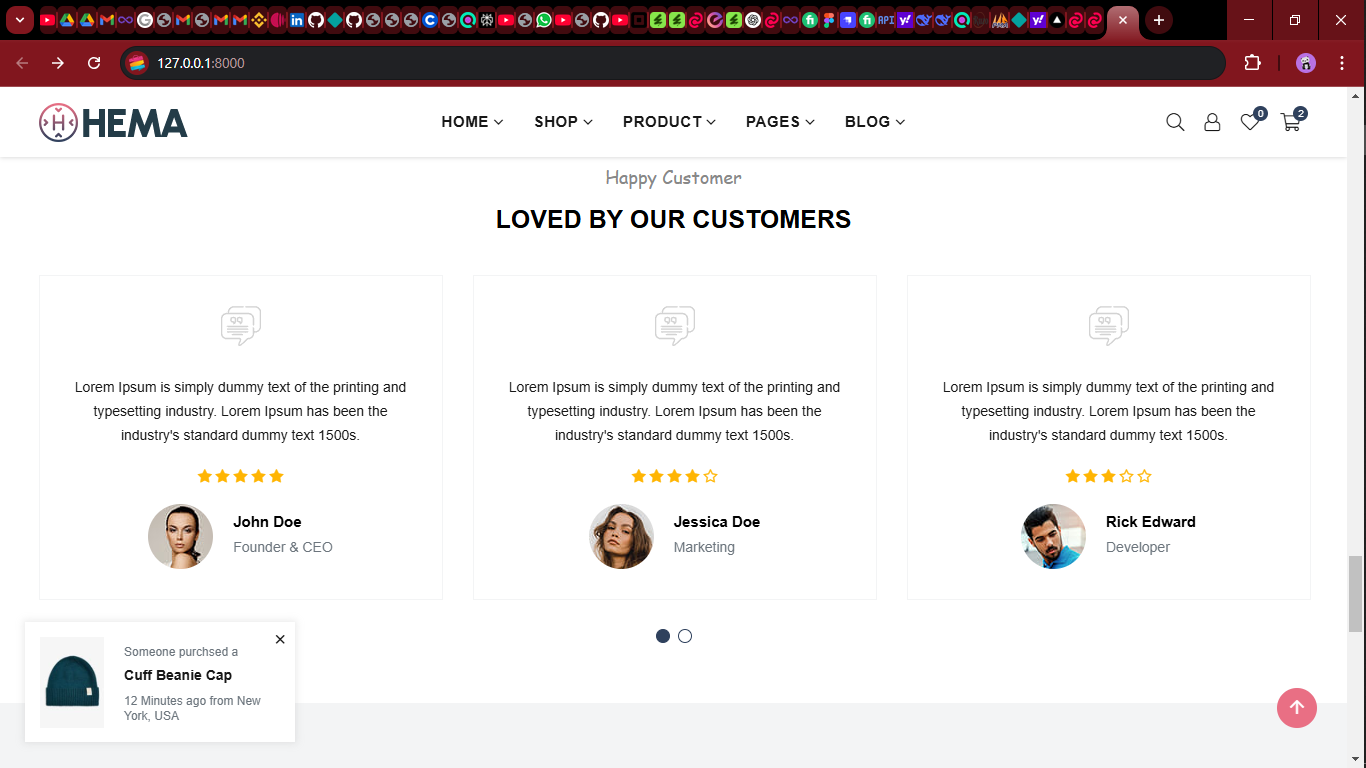 127.0.0.1:8000
HEMA
HOME SHOP PRODUCT PAGES BLOG
0 2
Happy Customer
LOVED BY OUR CUSTOMERS
Lorem Ipsum is simply dummy text of the printing and
typesetting industry. Lorem Ipsum has been the
industry's standard dummy text 1500s.
John Doe
Founder & CEO
Lorem Ipsum is simply dummy text of the printing and
typesetting industry. Lorem Ipsum has been the
industry's standard dummy text 1500s.
Jessica Doe
Marketing
Lorem Ipsum is simply dummy text of the printing and
typesetting industry. Lorem Ipsum has been the
industry's standard dummy text 1500s.
Rick Edward
Developer
Someone purchsed a
Cuff Beanie Cap
12 Minutes ago from New
York, USA